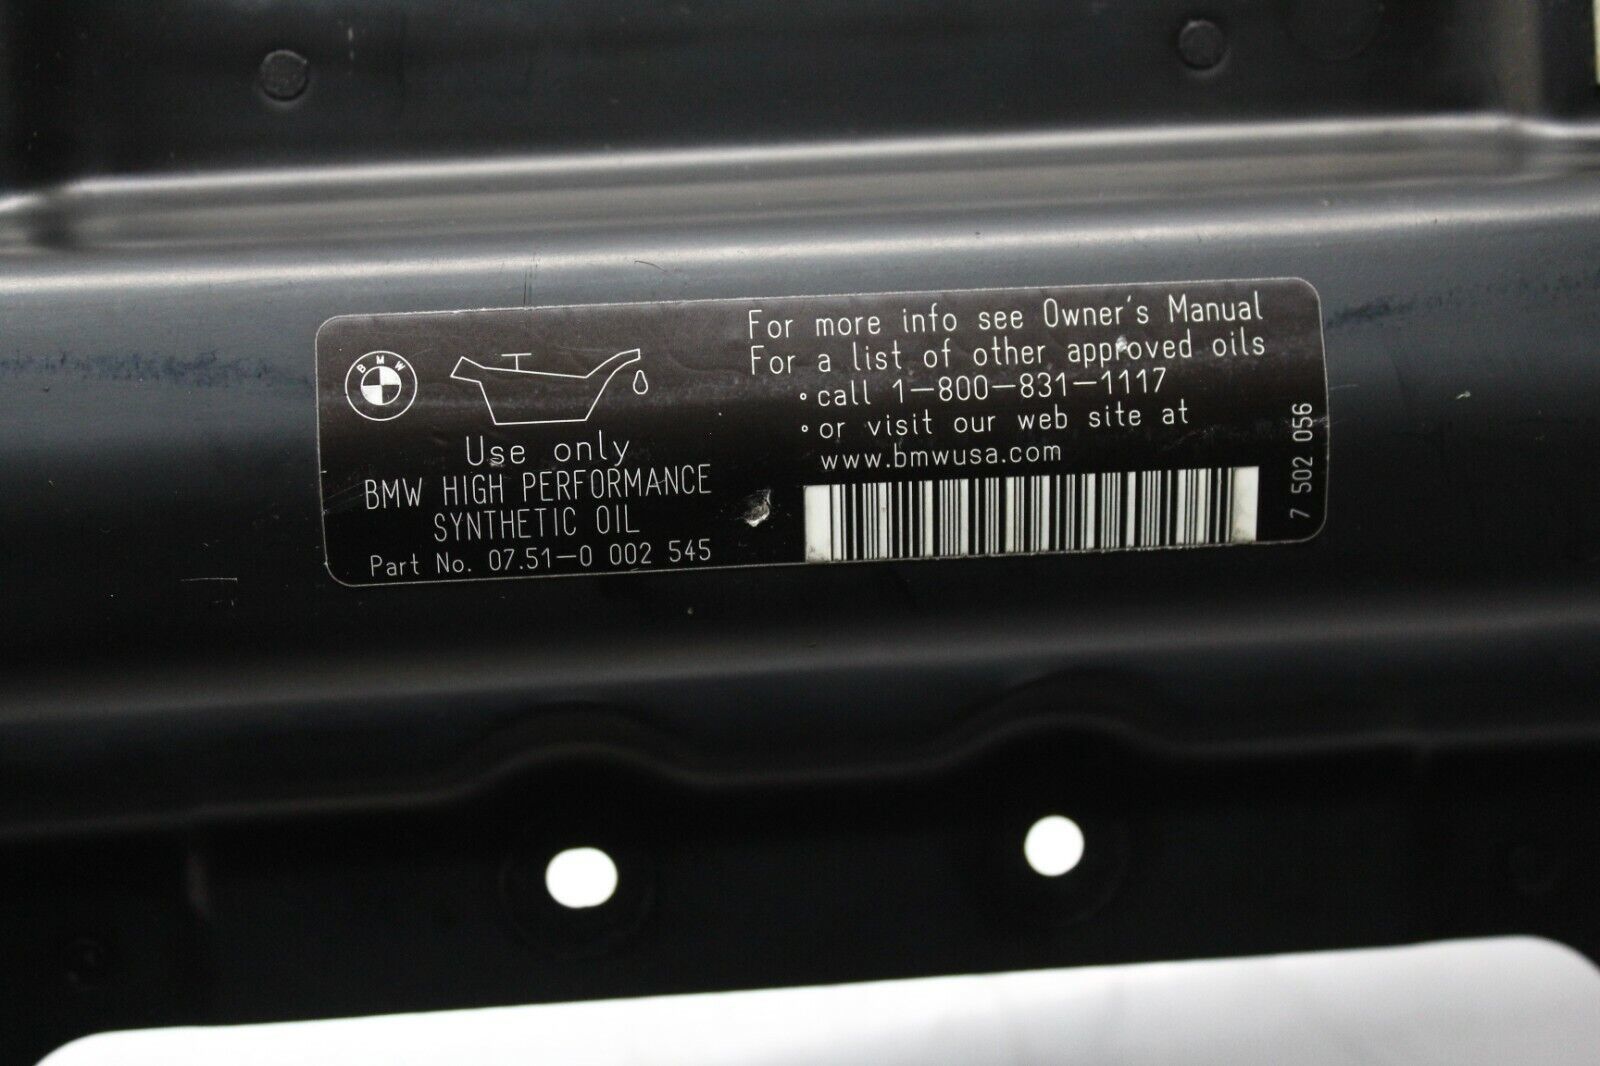 BMW
Use only
BMW HIGH PERFORMANCE
SYNTHETIC OIL
Part No. 07.51-0 002 545
For more info see Owner's Manual
For a list of other approved oils
• call 1-800-831-1117
• or visit our web site at
www.bmwusa.com
7 502 056